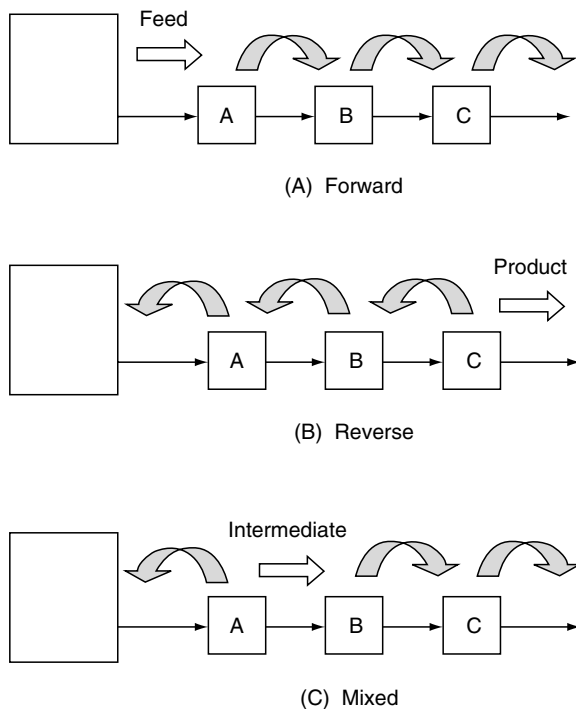 Feed
A B C
(A) Forward
Product
A B C
(B) Reverse
Intermediate
A B C
(C) Mixed